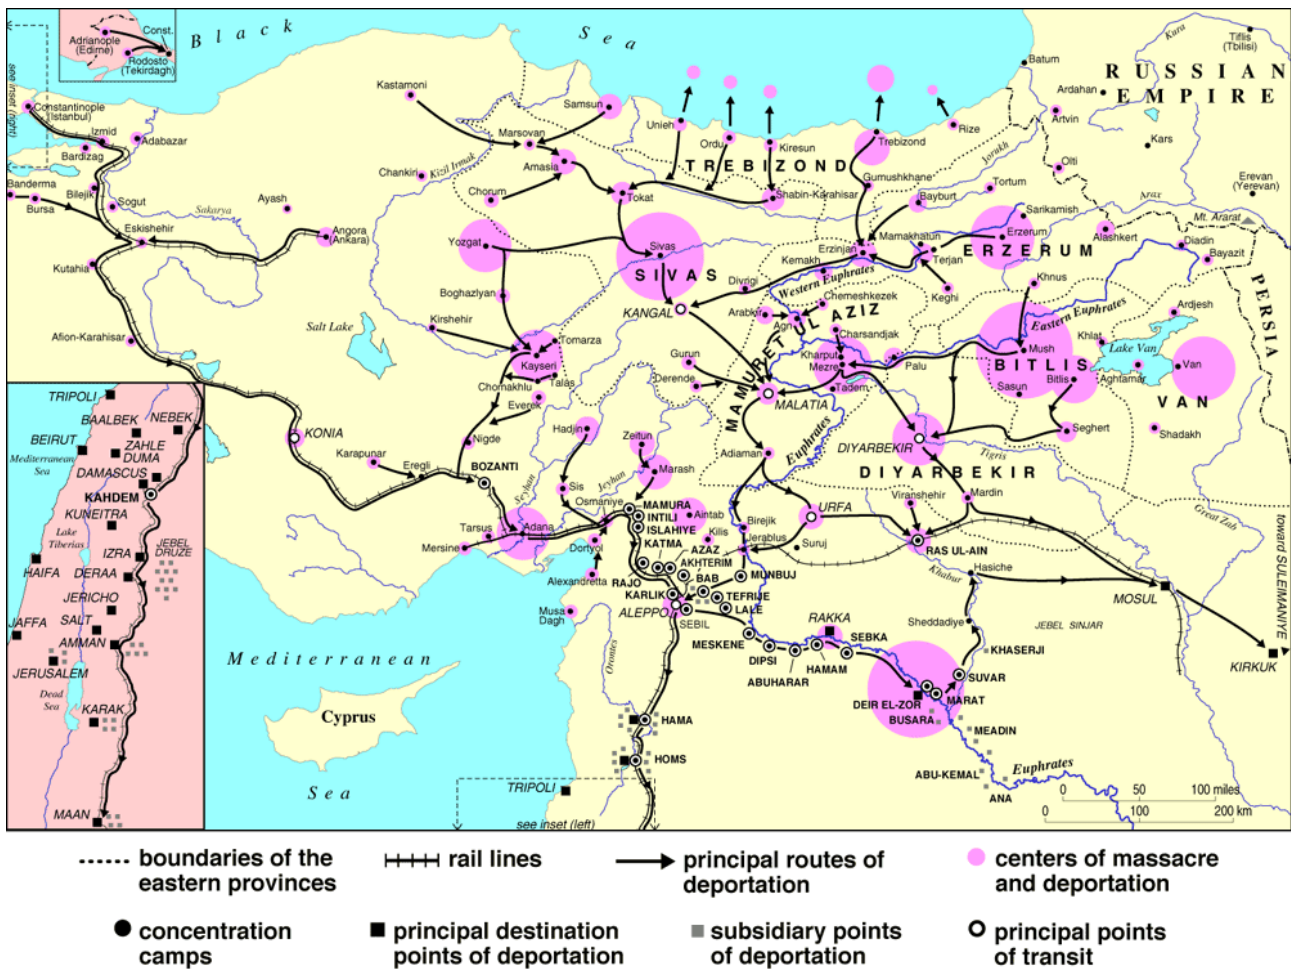 Black
Sea
Adrianople
(Edirne)
Const.
Rodosto
(Tekirdagh)
see inset (right)
Constantinople
(Istanbul)
Izmid
Bardizag
Adabazar
Banderma
Bursa
Bilejik
Sogut
Eskishehir
Kutahia
Afion-Karahisar
Sakarya
Ayash
Angora
(Ankara)
Kastamoni
Samsun
Marsovan
Amasia
Chankiri
Kizil Irmak
Chorum
Tokat
Yozgat
Boghazlyan
Kirshehir
Salt Lake
Unieh
Ordu
Kiresun
Trebizond
Rize
TREBIZOND
Shabin-Karahisar
Gumushkhane
Bayburt
Tortum
Jorukh
Batum
Artvin
Ardahan
Kars
Olti
Kura
Tiflis
(Tbilisi)
RUSSIAN
EMPIRE
Erevan
(Yerevan)
Arax
Mt. Ararat
Sivas
SIVAS
KANGAL
Divrigi
Erzinjan
Kemakh
Mamakhatun
Terjan
Keghi
Erzerum
ERZERUM
Sarikamish
Alashkert
Diadin
Bayazit
PERSIA
Western Euphrates
Eastern Euphrates
Khnus
Arabkir
Agn
Chemeshkezek
Charsandjak
Kharput
Mezre
Palu
MAMURET UL AZIZ
Gurun
Derende
MALATIA
Tadem
Mush
BITLIS
Sasun
Bitlis
Khlat
Ardjesh
Lake Van
Aghtamar
Van
VAN
Shadakh
Seghert
Tomarza
Kayseri
Talas
Chomakhlu
Everek
Nigde
Hadjin
Zeitun
Marash
Adiaman
Euphrates
DIYARBEKIR
DIYARBEKIR
Tigris
Mardin
Viranshehir
URFA
Birejik
Jerablus
Suruj
Great Zab
toward SULEIMANIYE
KONIA
Karapunar
Eregli
BOZANTI
Seyhan
Jeyhan
Sis
Osmaniye
Tarsus
Mersine
Adana
Dortyol
Alexandretta
Musa
Dagh
Aintab
Kilis
MAMURA
INTILI
ISLAHIYE
KATMA
AZAZ
AKHTERIM
RAJO
BAB
MUNBUJ
KARLIK
TEFRIJE
LALE
ALEPPO
SEBIL
RAS UL-AIN
Khabur
Hasiche
MOSUL
KIRKUK
JEBEL SINJAR
Sheddadiye
KHASERJI
SUVAR
MARAT
MESKENE
DIPSI
ABUHARAR
RAKKA
HAMAM
SEBKA
DEIR EL-ZOR
BUSARA
MEADIN
ABU-KEMAL
ANA
Euphrates
Orontes
HAMA
HOMS
TRIPOLI
see inset (left)
Mediterranean
Sea
Cyprus
0 50 100 miles
0 100 200 km
TRIPOLI
BAALBEK
NEBEK
BEIRUT
ZAHLE
DUMA
Mediterranean
Sea
DAMASCUS
KAHDEM
KUNEITRA
Lake
Tiberias
IZRA
JEBEL
DRUZE
HAIFA
DERAA
JERICHO
JAFFA
SALT
AMMAN
JERUSALEM
Dead
Sea
KARAK
MAAN
boundaries of the
eastern provinces
rail lines
principal routes of
deportation
centers of massacre
and deportation
concentration
camps
principal destination
points of deportation
subsidiary points
of deportation
principal points
of transit